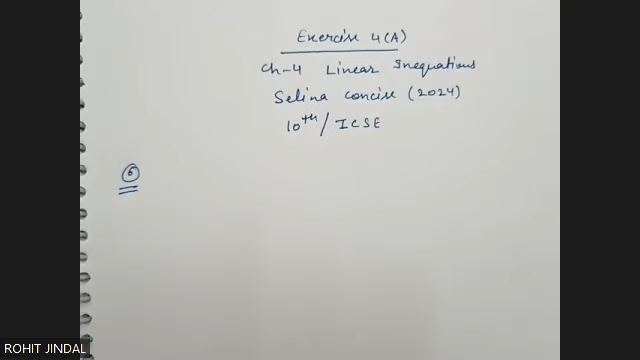 Exercise 4(A)
Ch-4 Linear Inequations
Selina Concise (2024)
10th / ICSE
6
ROHIT JINDAL